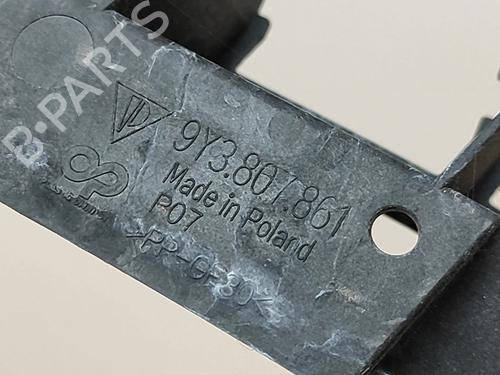 B-PARTS
9Y3.807.861
Made in Poland
P07
>PP-GF30<